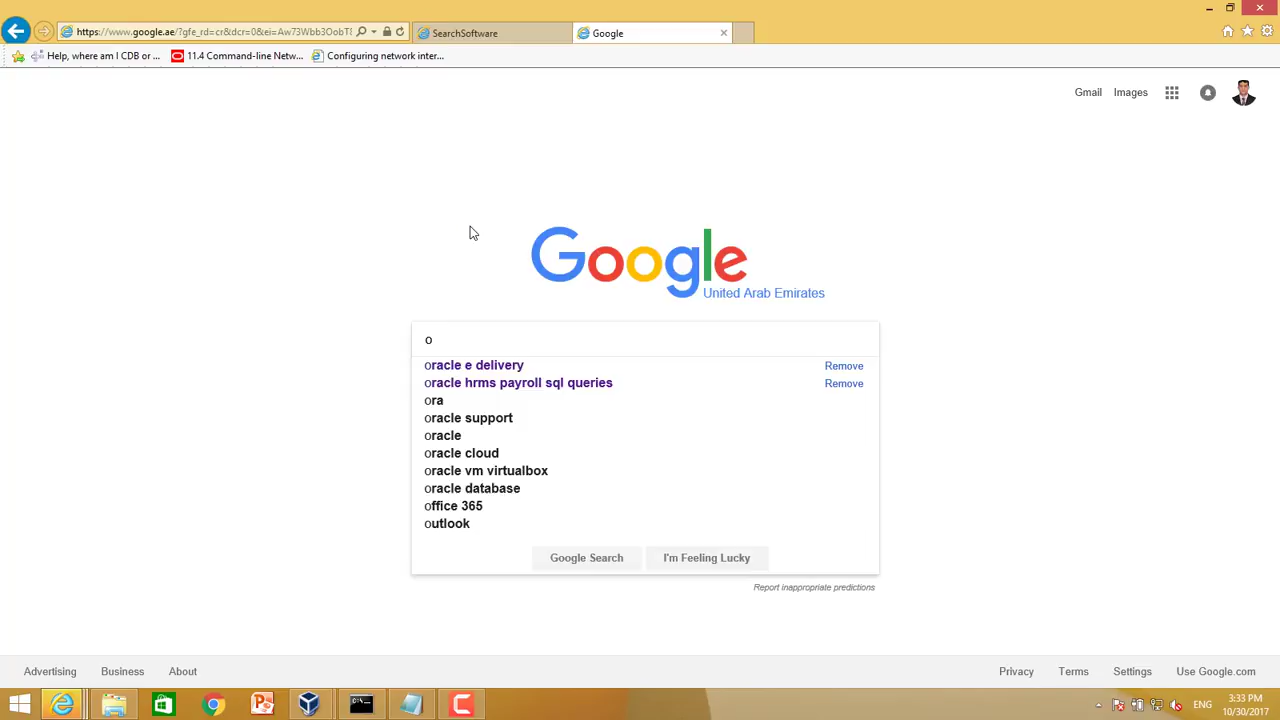 https://www.google.ae/?gfe_rd=cr&dcr=0&ei=Aw73Wbb3OobTE
SearchSoftware
Google
Help, where am I CDB or ...
11.4 Command-line Netw...
Configuring network inter...
Gmail
Images
Google
United Arab Emirates
o
oracle e delivery
Remove
oracle hrms payroll sql queries
Remove
ora
oracle support
oracle
oracle cloud
oracle vm virtualbox
oracle database
office 365
outlook
Google Search
I'm Feeling Lucky
Report inappropriate predictions
Advertising
Business
About
Privacy
Terms
Settings
Use Google.com
ENG
3:33 PM
10/30/2017